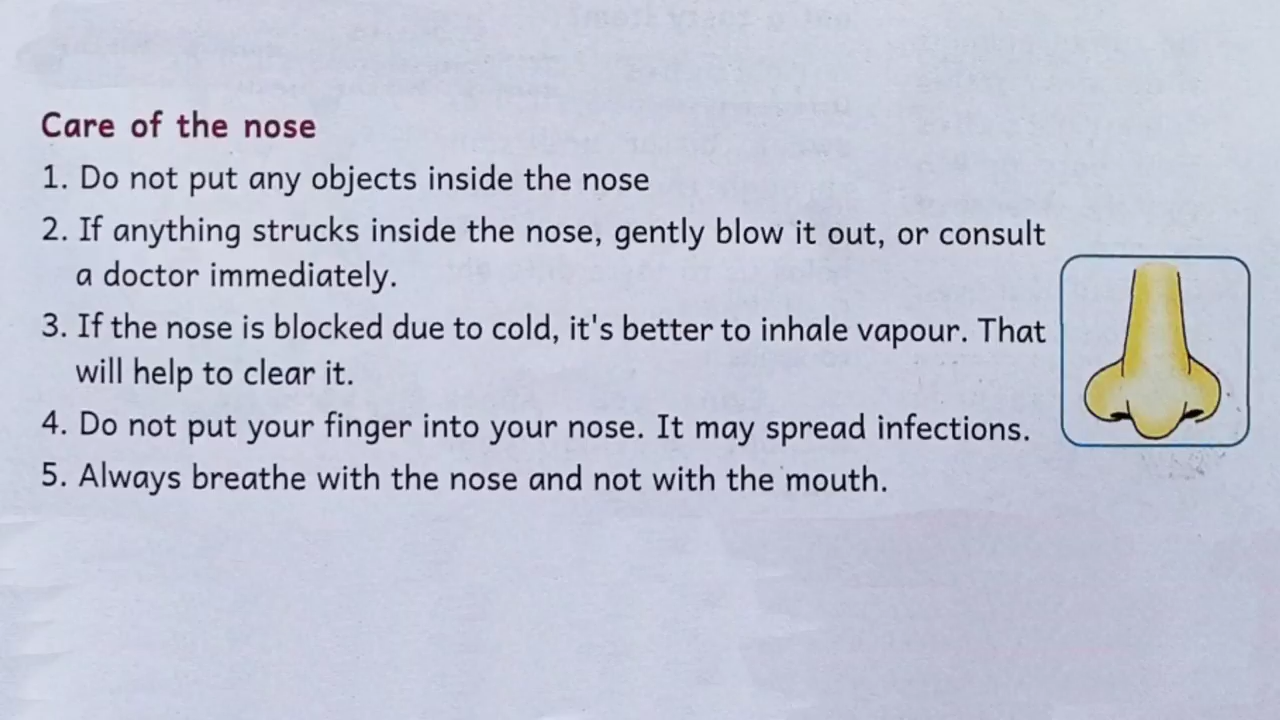 Care of the nose
1. Do not put any objects inside the nose
2. If anything strucks inside the nose, gently blow it out, or consult
a doctor immediately.
3. If the nose is blocked due to cold, it's better to inhale vapour. That
will help to clear it.
4. Do not put your finger into your nose. It may spread infections.
5. Always breathe with the nose and not with the mouth.